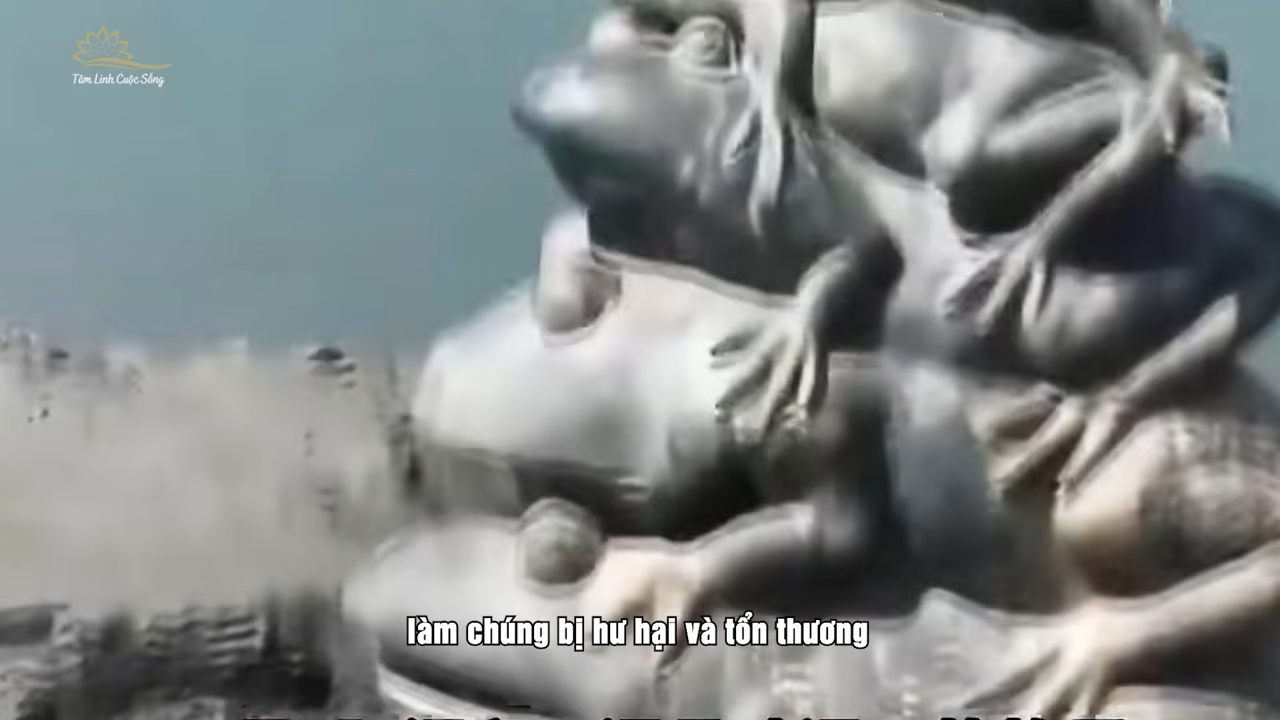 Tâm Linh Cuộc Sống
làm chúng bị hư hại và tổn thương